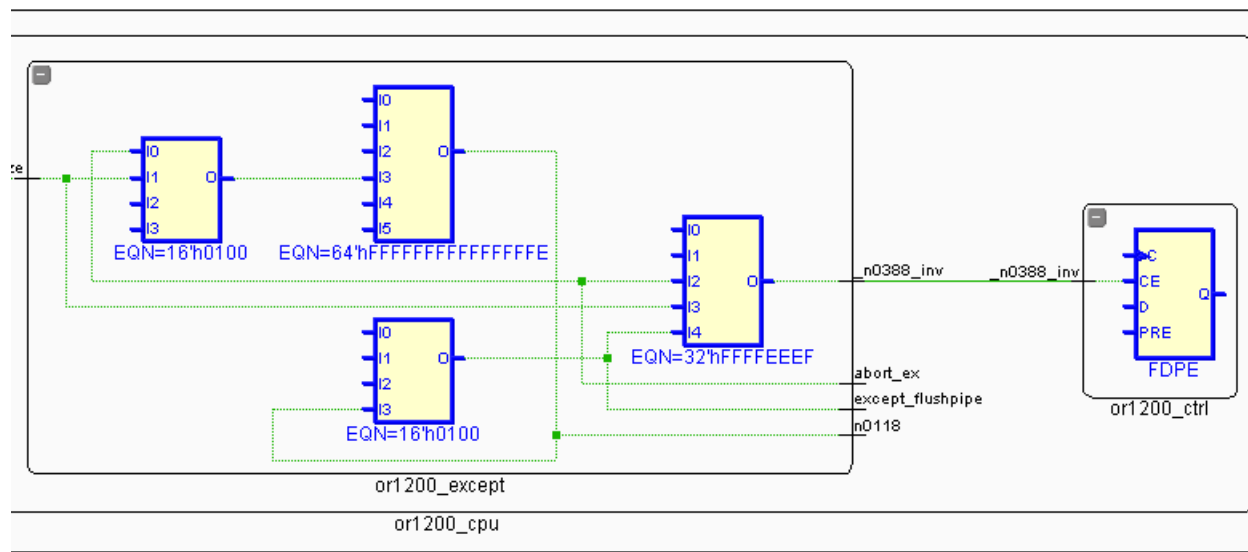 ze
I0
I1
I2
I3
O
EQN=16'h0100
I0
I1
I2
I3
I4
I5
O
EQN=64'hFFFFFFFFFFFFFFFE
I0
I1
I2
I3
O
EQN=16'h0100
I0
I1
I2
I3
I4
O
EQN=32'hFFFFEEEF
_n0388_inv
abort_ex
except_flushpipe
n0118
or1200_except
_n0388_inv
C
CE
D
PRE
Q
FDPE
or1200_ctrl
or1200_cpu